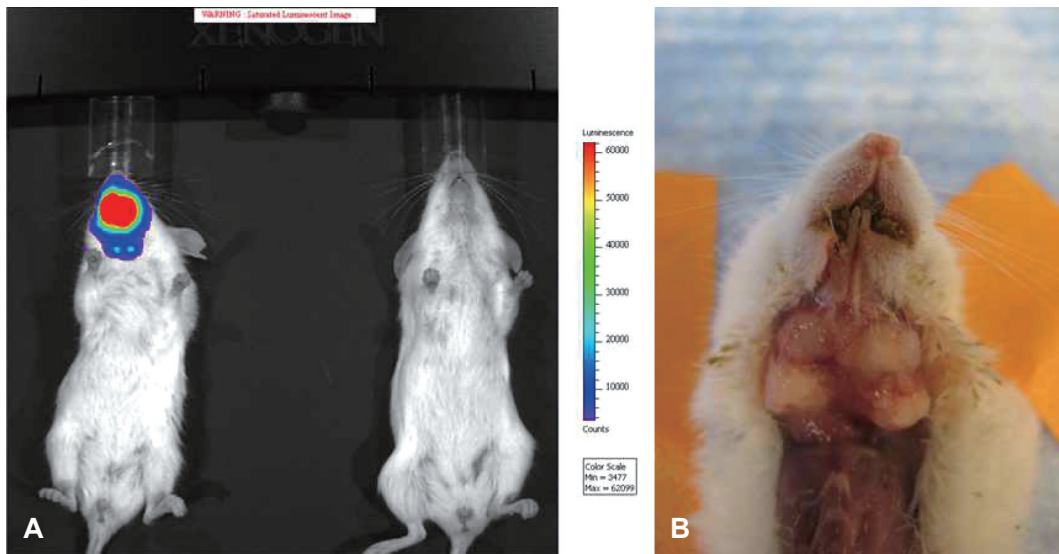 WARNING : Saturated Luminescent Image
XENOGEN
Luminescence
60000
50000
40000
30000
20000
10000
Counts
Color Scale
Min = 3477
Max = 62099
A
B